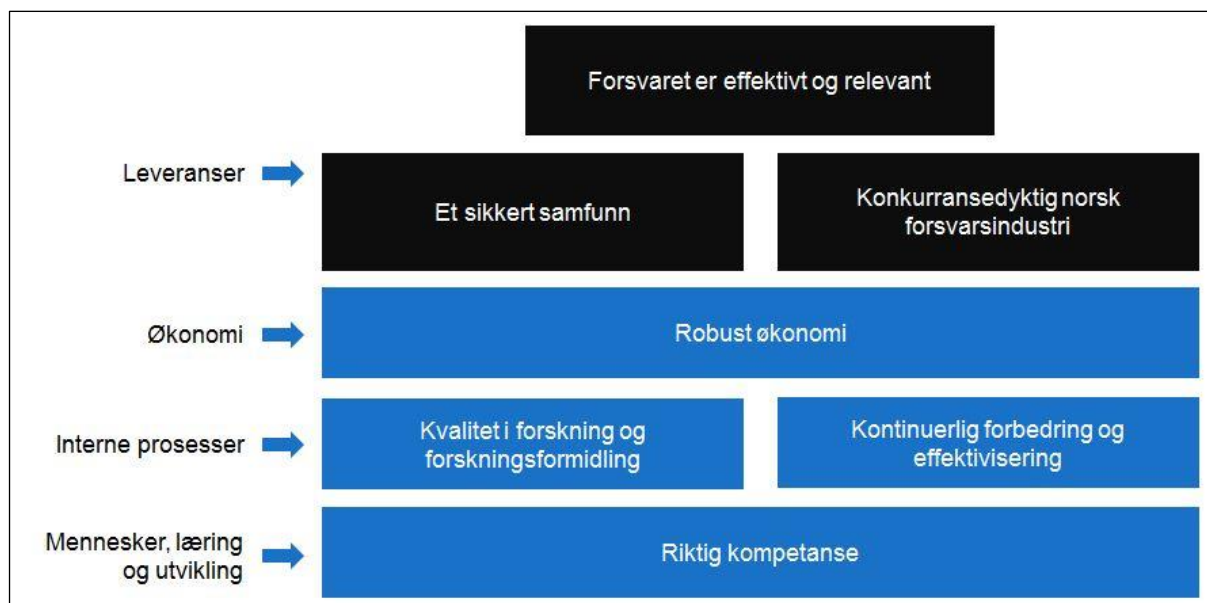 Forsvaret er effektivt og relevant
Leveranser
Et sikkert samfunn
Konkurransedyktig norsk
forsvarsindustri
Økonomi
Robust økonomi
Interne prosesser
Kvalitet i forskning og
forskningsformidling
Kontinuerlig forbedring og
effektivisering
Mennesker, læring
og utvikling
Riktig kompetanse